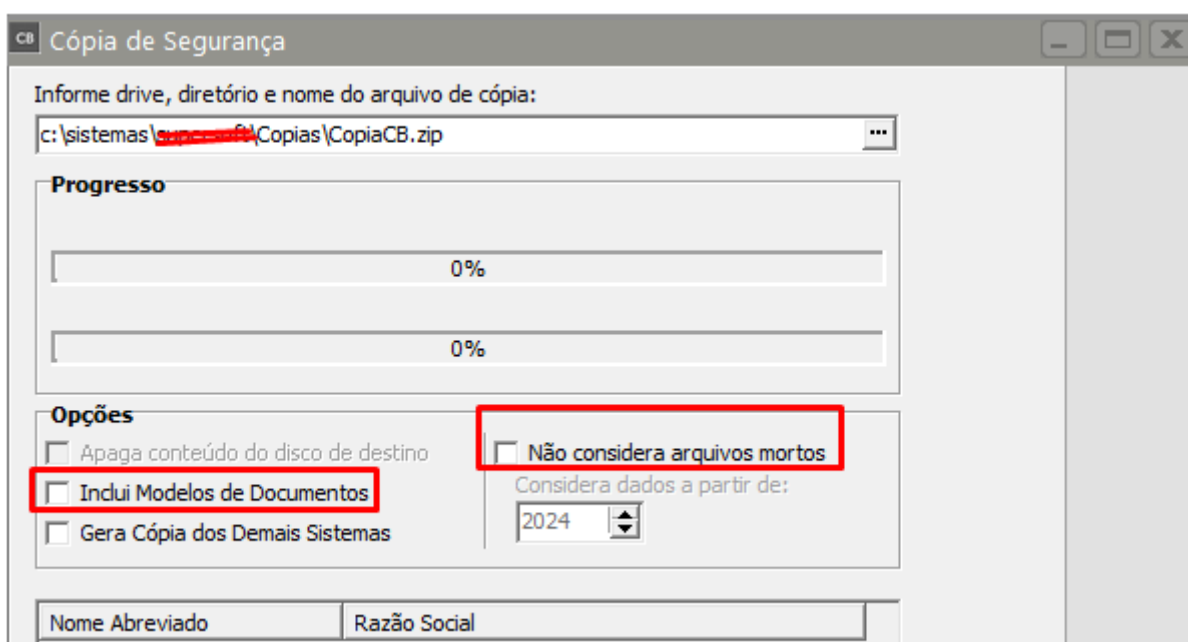 CB Cópia de Segurança
Informe drive, diretório e nome do arquivo de cópia:
c:\sistemas\ \Copias\CopiaCB.zip
...
Progresso
0%
0%
Opções
Apaga conteúdo do disco de destino
Não considera arquivos mortos
Inclui Modelos de Documentos
Considera dados a partir de:
2024
Gera Cópia dos Demais Sistemas
Nome Abreviado Razão Social